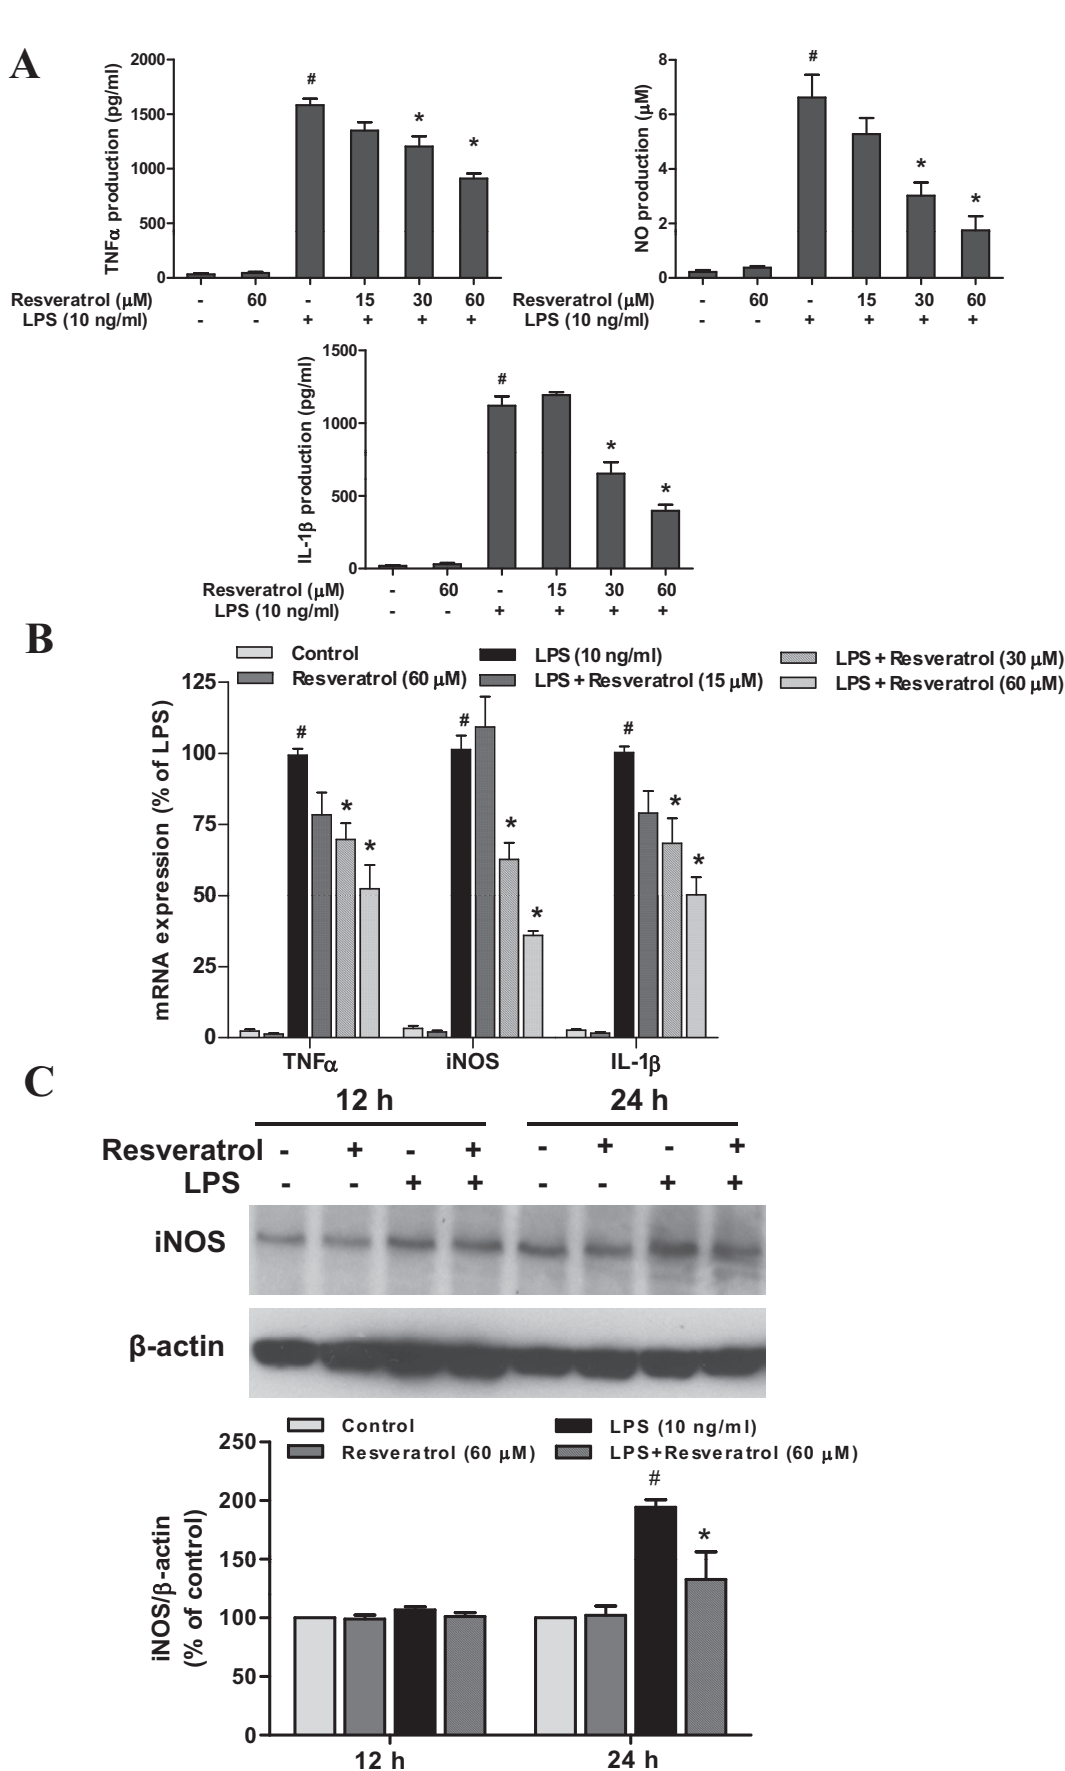 A
TNFα production (pg/ml)
2000
1500
1000
500
0
#
*
*
Resveratrol (μM) - 60 - 15 30 60
LPS (10 ng/ml) - - + + + +
NO production (μM)
8
6
4
2
0
#
*
*
Resveratrol (μM) - 60 - 15 30 60
LPS (10 ng/ml) - - + + + +
IL-1β production (pg/ml)
1500
1000
500
0
#
*
*
Resveratrol (μM) - 60 - 15 30 60
LPS (10 ng/ml) - - + + + +
B
Control
Resveratrol (60 μM)
LPS (10 ng/ml)
LPS + Resveratrol (15 μM)
LPS + Resveratrol (30 μM)
LPS + Resveratrol (60 μM)
mRNA expression (% of LPS)
125
100
75
50
25
0
# * *
# * *
# * *
TNFα iNOS IL-1β
C
12 h 24 h
Resveratrol - + - + - + - +
LPS - - + + - - + +
iNOS
β-actin
Control
Resveratrol (60 μM)
LPS (10 ng/ml)
LPS+Resveratrol (60 μM)
iNOS/β-actin
(% of control)
250
200
150
100
50
0
#
*
12 h 24 h